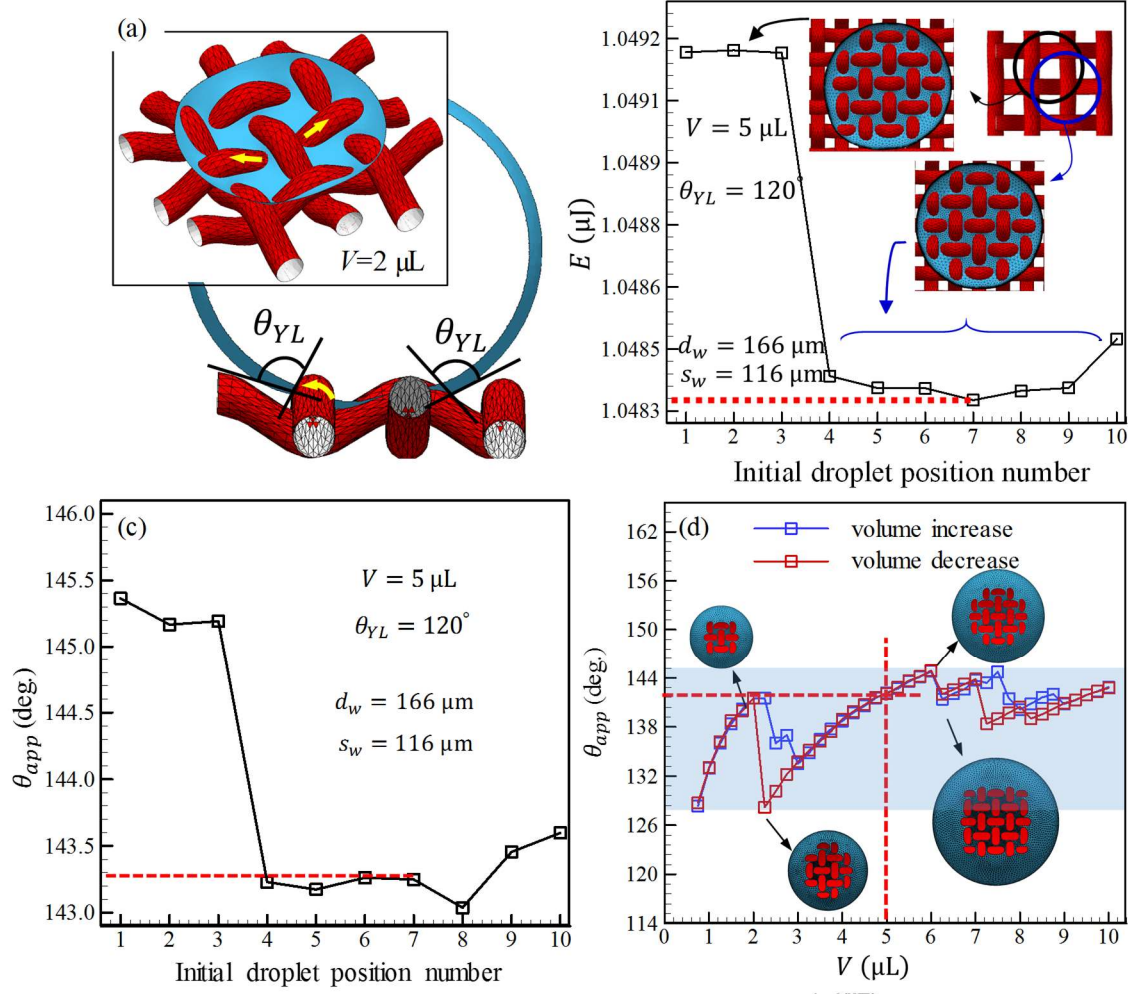 (a)
V=2 μL
θ_YL
θ_YL
1.0492
1.0491
1.0489
1.0488
1.0486
1.0485
1.0483
E (μJ)
V = 5 μL
θ_YL = 120
d_w = 166 μm
s_w = 116 μm
1 2 3 4 5 6 7 8 9 10
Initial droplet position number
(c)
146.0
145.5
145.0
144.5
144.0
143.5
143.0
θ_app (deg.)
V = 5 μL
θ_YL = 120°
d_w = 166 μm
s_w = 116 μm
1 2 3 4 5 6 7 8 9 10
Initial droplet position number
(d)
volume increase
volume decrease
162
156
150
144
138
132
126
120
114
θ_app (deg.)
0 1 2 3 4 5 6 7 8 9 10
V (μL)